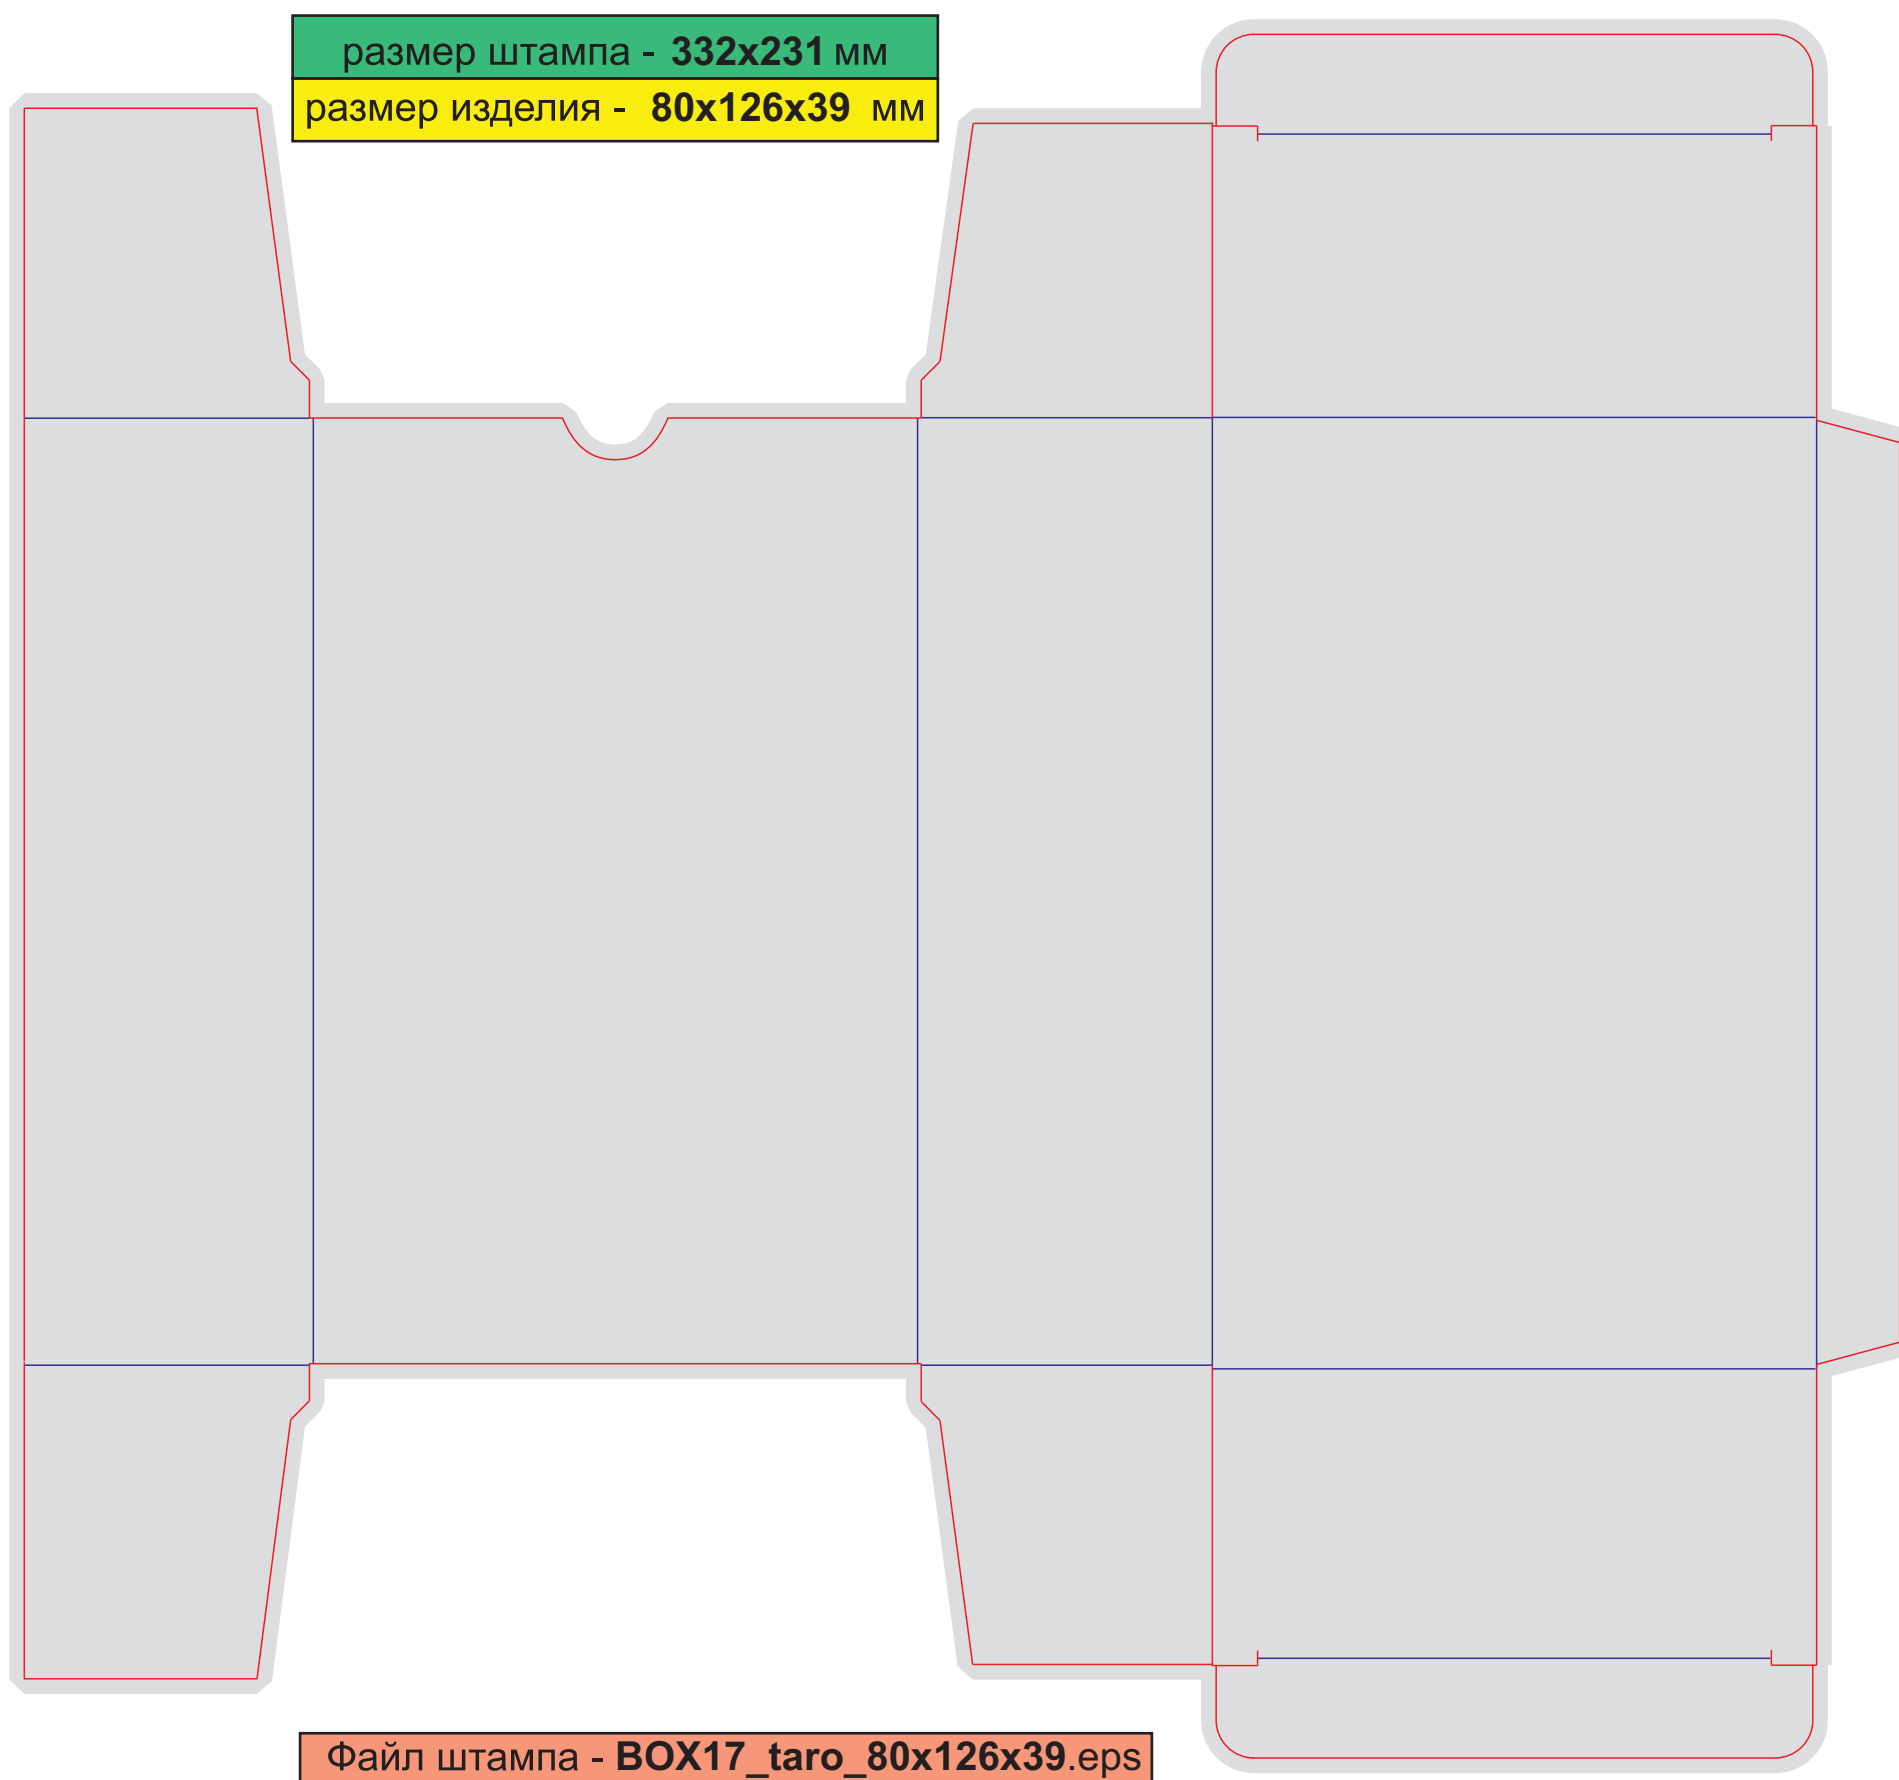 размер штампа - 332x231 мм
размер изделия - 80x126x39 мм
Файл штампа - BOX17_taro_80x126x39.eps